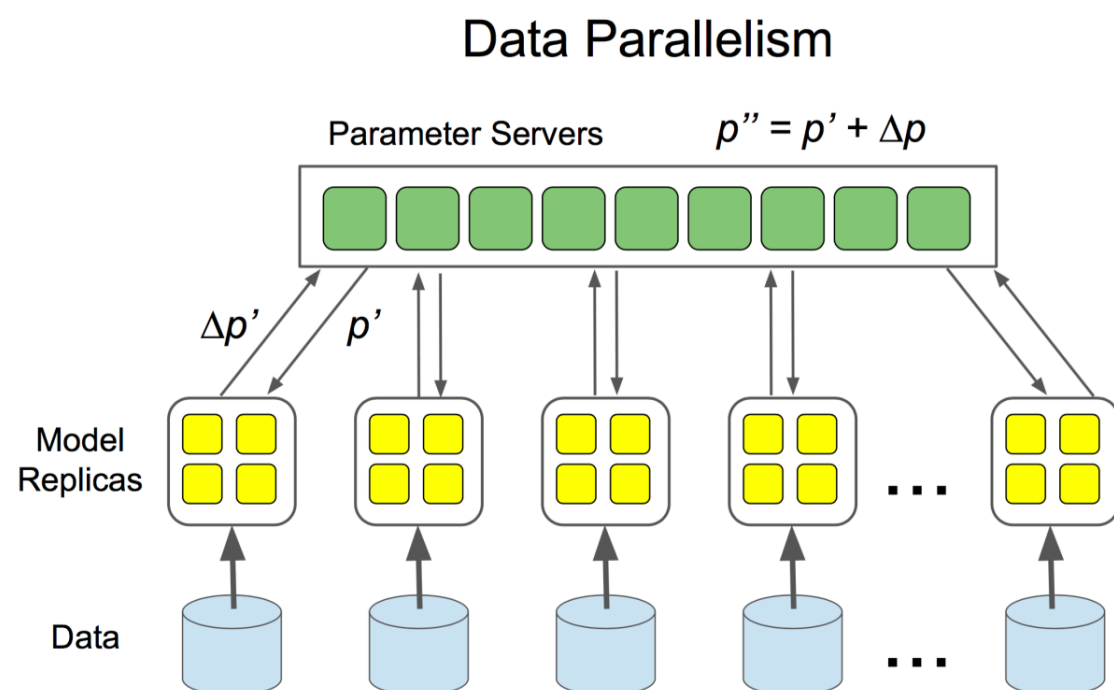 Data Parallelism
Parameter Servers
p’’ = p’ + Δp
Δp’
p’
Model
Replicas
...
Data
...